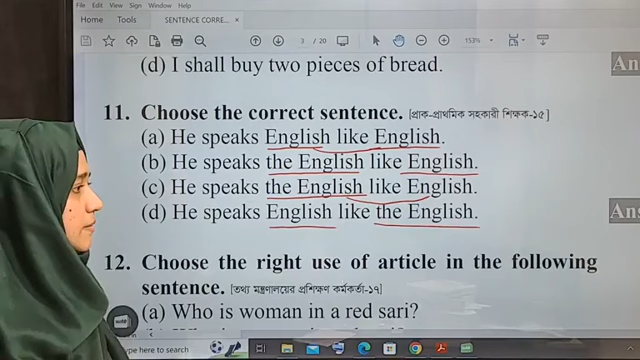 File Edit View Sign Window Help
Home Tools SENTENCE CORRE... ×
3 / 20 153%
(d) I shall buy two pieces of bread.
An
11. Choose the correct sentence. [প্রাক-প্রাথমিক সহকারী শিক্ষক-১৫]
(a) He speaks English like English.
(b) He speaks the English like English.
(c) He speaks the English like English.
(d) He speaks English like the English.
Ans
12. Choose the right use of article in the following
sentence. [তথ্য মন্ত্রণালয়ের প্রশিক্ষণ কর্মকর্তা-১৭]
(a) Who is woman in a red sari?
ype here to search